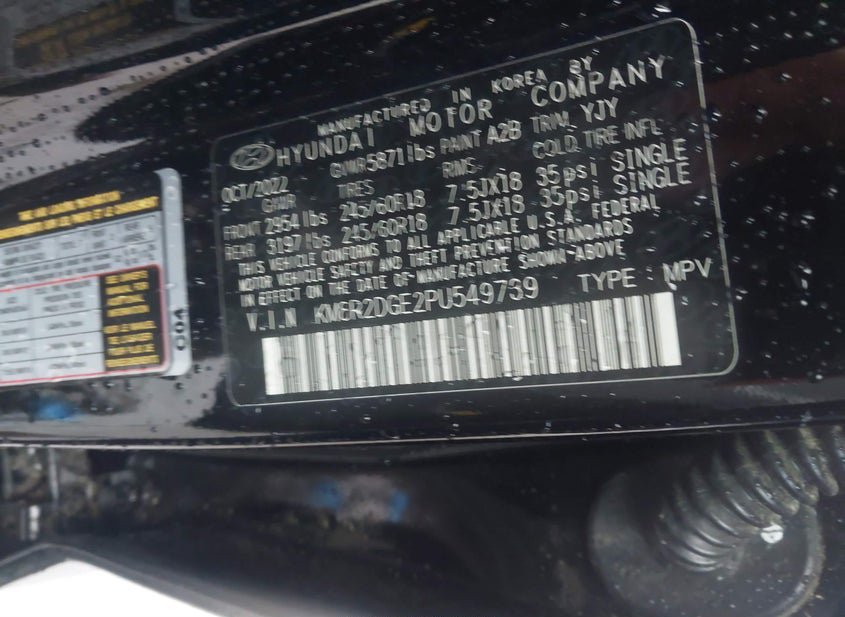 MANUFACTURED IN KOREA BY
HYUNDAI MOTOR COMPANY
OCT/2022 GVWR 5871lbs PAINT A2B TRIM YJY
GAWR TIRES RIMS COLD TIRE INFL
FRONT 2954 lbs 245/60R18 7.5JX18 35psi SINGLE
REAR 3197 lbs 245/60R18 7.5JX18 35psi SINGLE
THIS VEHICLE CONFORMS TO ALL APPLICABLE U.S.A. FEDERAL
MOTOR VEHICLE SAFETY AND THEFT PREVENTION STANDARDS
IN EFFECT ON THE DATE OF MANUFACTURE SHOWN ABOVE
V.I.N KM8R2DGE2PU549739 TYPE : MPV
C0A